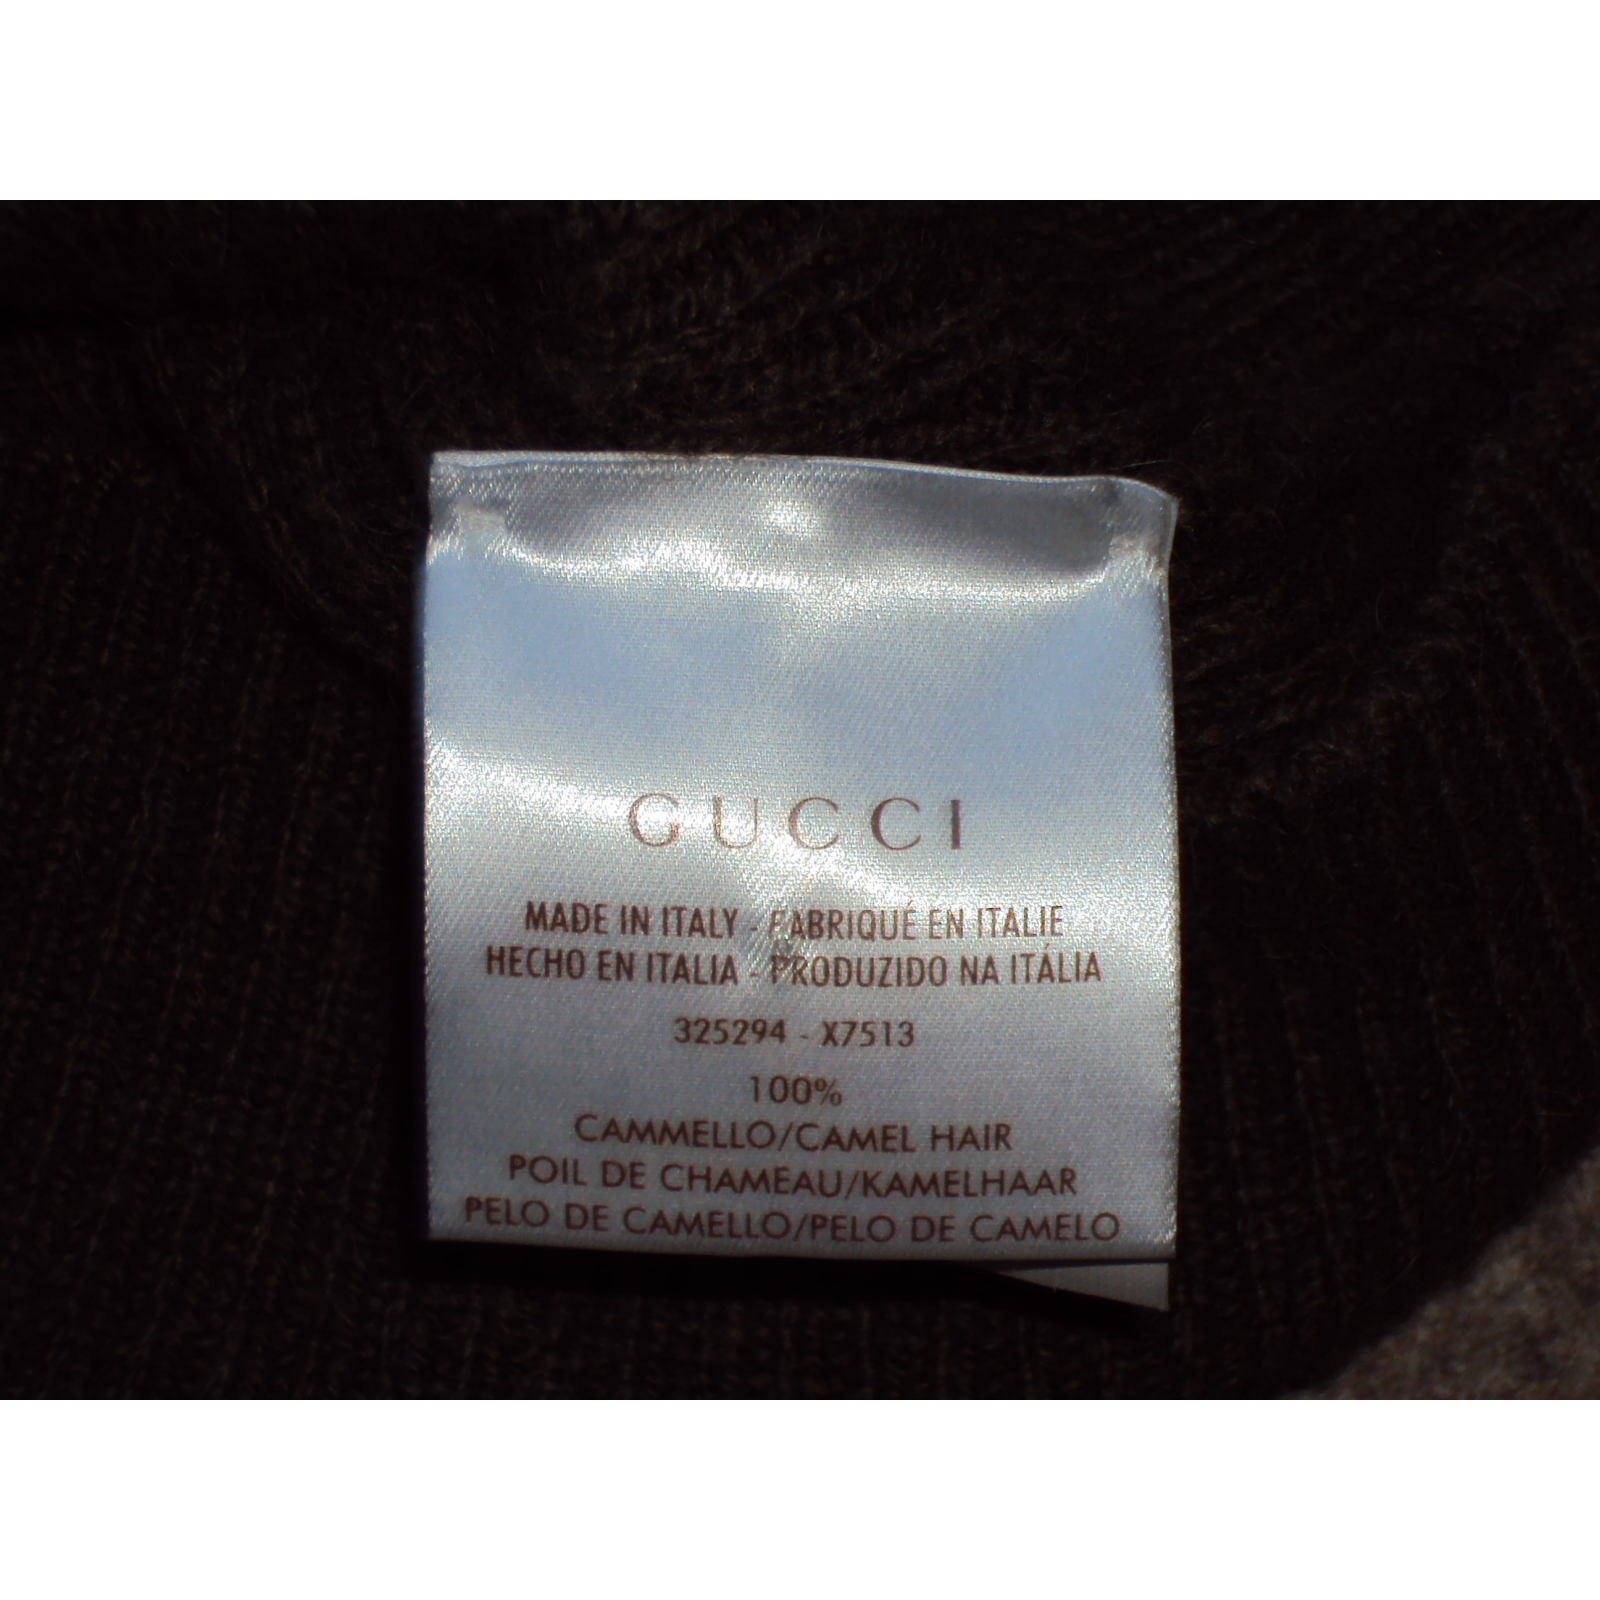 GUCCI
MADE IN ITALY - FABRIQUÉ EN ITALIE
HECHO EN ITALIA - PRODUZIDO NA ITÁLIA
325294 - X7513
100%
CAMMELLO/CAMEL HAIR
POIL DE CHAMEAU/KAMELHAAR
PELO DE CAMELLO/PELO DE CAMELO